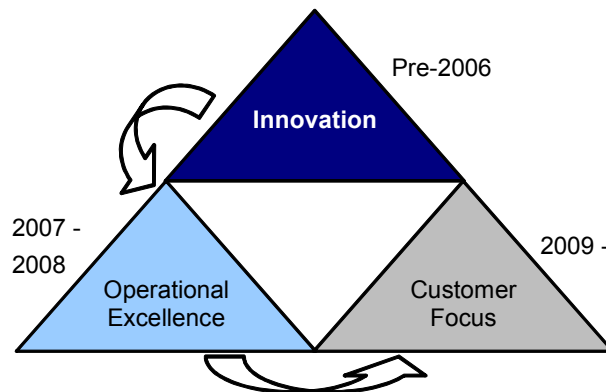 Pre-2006
Innovation
2007 -
2008
2009 -
Operational
Excellence
Customer
Focus